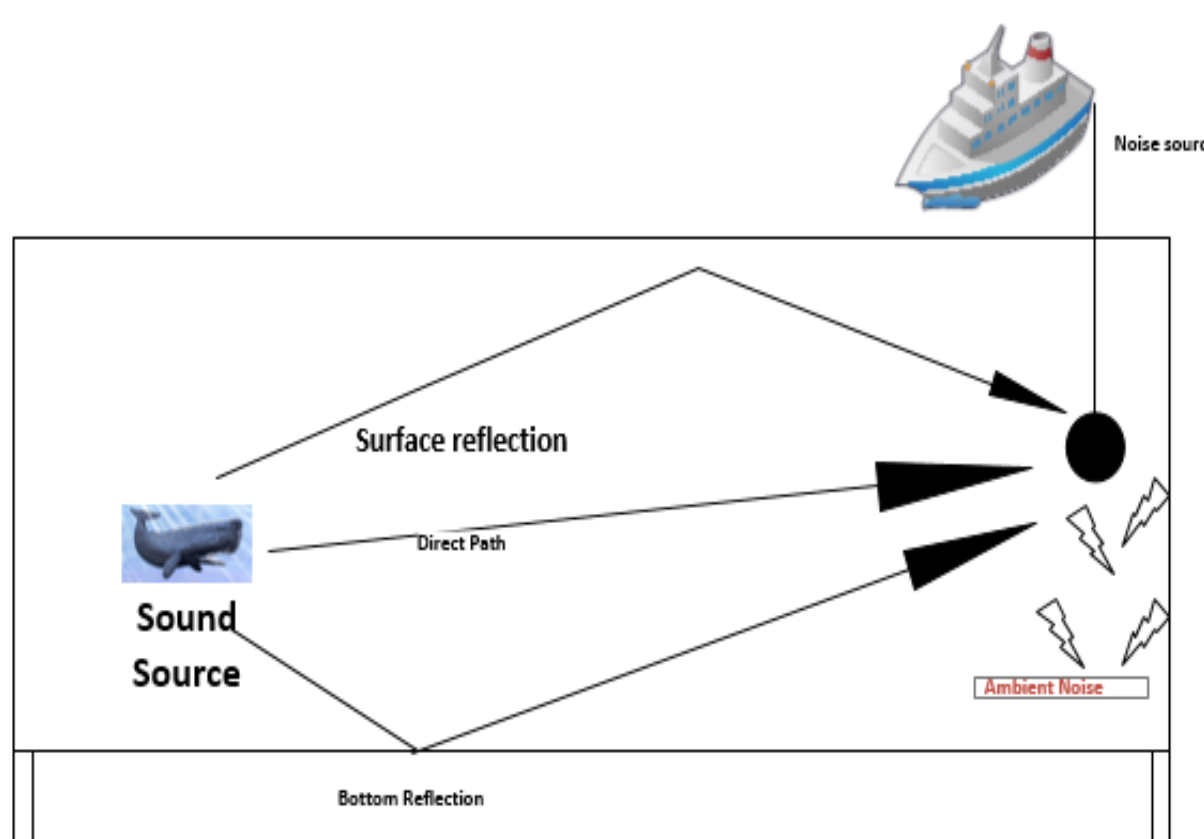 Noise sourc
Surface reflection
Direct Path
Sound
Source
Ambient Noise
Bottom Reflection